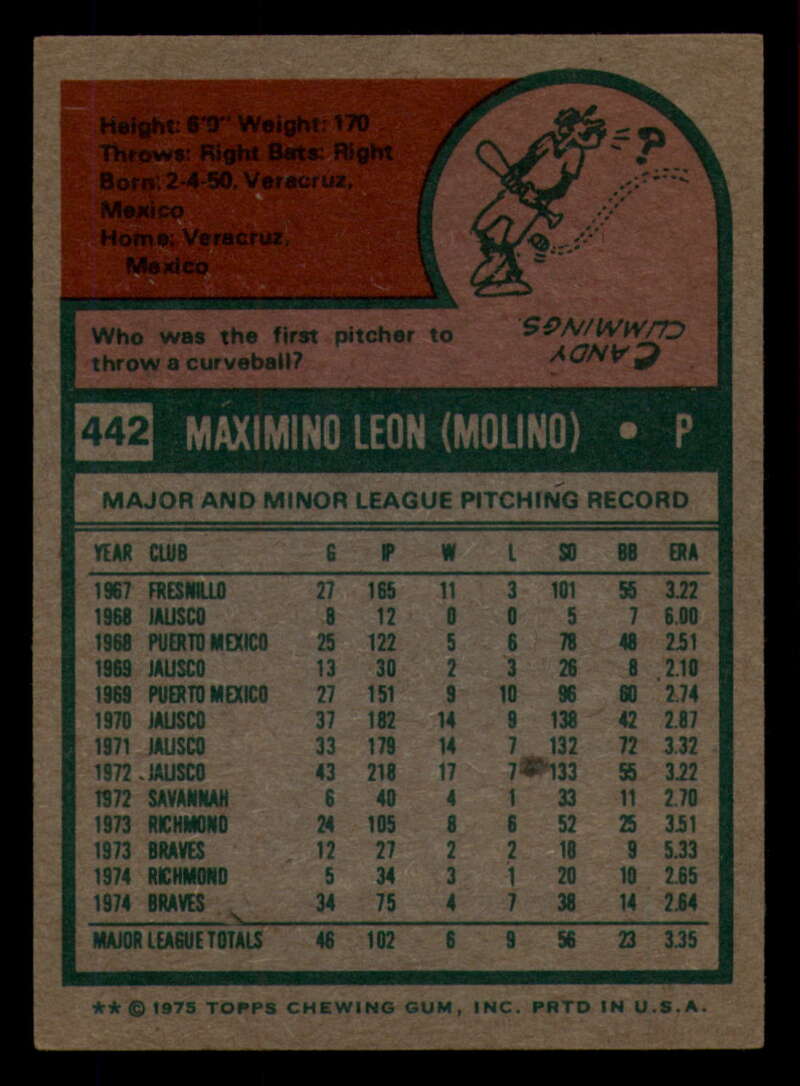 Height: 6'0" Weight: 170
Throws: Right Bats: Right
Born: 2-4-50, Veracruz,
Mexico
Home: Veracruz,
Mexico
?
Who was the first pitcher to
throw a curveball?
CANDY
CUMMINGS
442 MAXIMINO LEON (MOLINO) • P
MAJOR AND MINOR LEAGUE PITCHING RECORD
YEAR CLUB G IP W L SO BB ERA
1967 FRESNILLO 27 165 11 3 101 55 3.22
1968 JALISCO 8 12 0 0 5 7 6.00
1968 PUERTO MEXICO 25 122 5 6 78 48 2.51
1969 JALISCO 13 30 2 3 26 8 2.10
1969 PUERTO MEXICO 27 151 9 10 96 60 2.74
1970 JALISCO 37 182 14 9 138 42 2.87
1971 JALISCO 33 179 14 7 132 72 3.32
1972 JALISCO 43 218 17 7 133 55 3.22
1972 SAVANNAH 6 40 4 1 33 11 2.70
1973 RICHMOND 24 105 8 6 52 25 3.51
1973 BRAVES 12 27 2 2 18 9 5.33
1974 RICHMOND 5 34 3 1 20 10 2.65
1974 BRAVES 34 75 4 7 38 14 2.64
MAJOR LEAGUE TOTALS 46 102 6 9 56 23 3.35
** © 1975 TOPPS CHEWING GUM, INC. PRTD IN U.S.A.